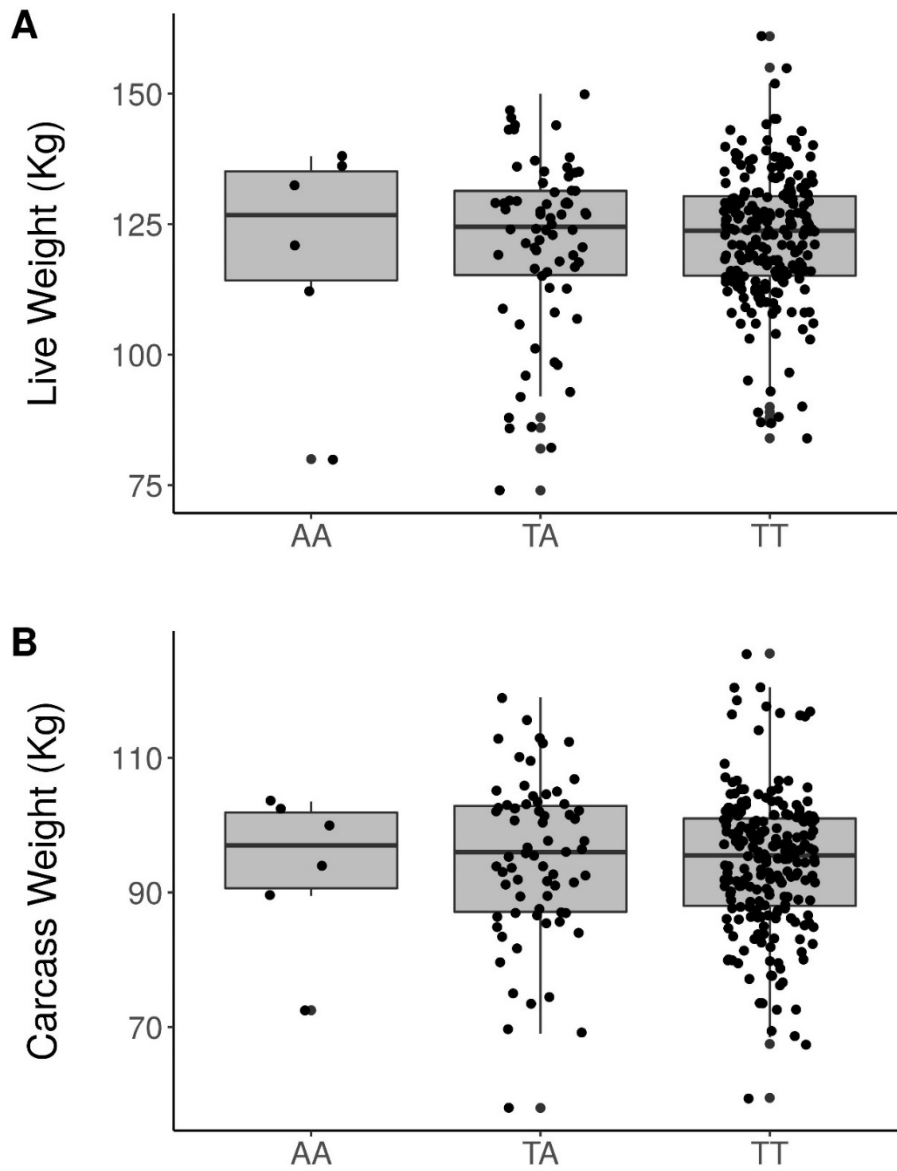 A
Live Weight (Kg)
150
125
100
75
AA TA TT
B
Carcass Weight (Kg)
110
90
70
AA TA TT